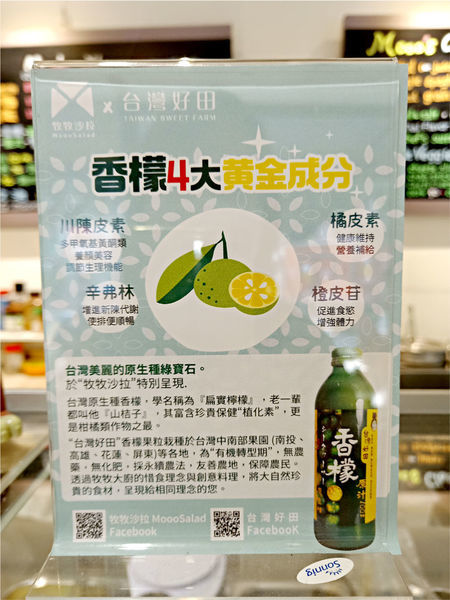 Mooo's
牧牧沙拉
MoooSalad
×
台灣好田
TAIWAN SWEET FARM
香檬4大黃金成分
川陳皮素
多甲氧基黃酮類
養顏美容
調節生理機能
橘皮素
健康維持
營養補給
辛弗林
增進新陳代謝
使排便順暢
橙皮苷
促進食慾
增強體力
台灣美麗的原生種綠寶石。
於"牧牧沙拉"特別呈現.
台灣原生種香檬，學名稱為『扁實檸檬』，老一輩
都叫他『山桔子』，其富含珍貴保健"植化素"，更
是柑橘類作物之最。
"台灣好田"香檬果粒栽種於台灣中南部果園(南投、
高雄、花蓮、屏東)等各地，為"有機轉型期"，無農
藥，無化肥，採永續農法，友善農地，保障農民。
透過牧牧大廚的惜食理念與創意料理，將大自然珍
貴的食材，呈現給相同理念的您。
牧牧沙拉 MoooSalad
Facebook
台灣好田
FacebooK
台灣好田
香檬
原汁100%
Sonnig